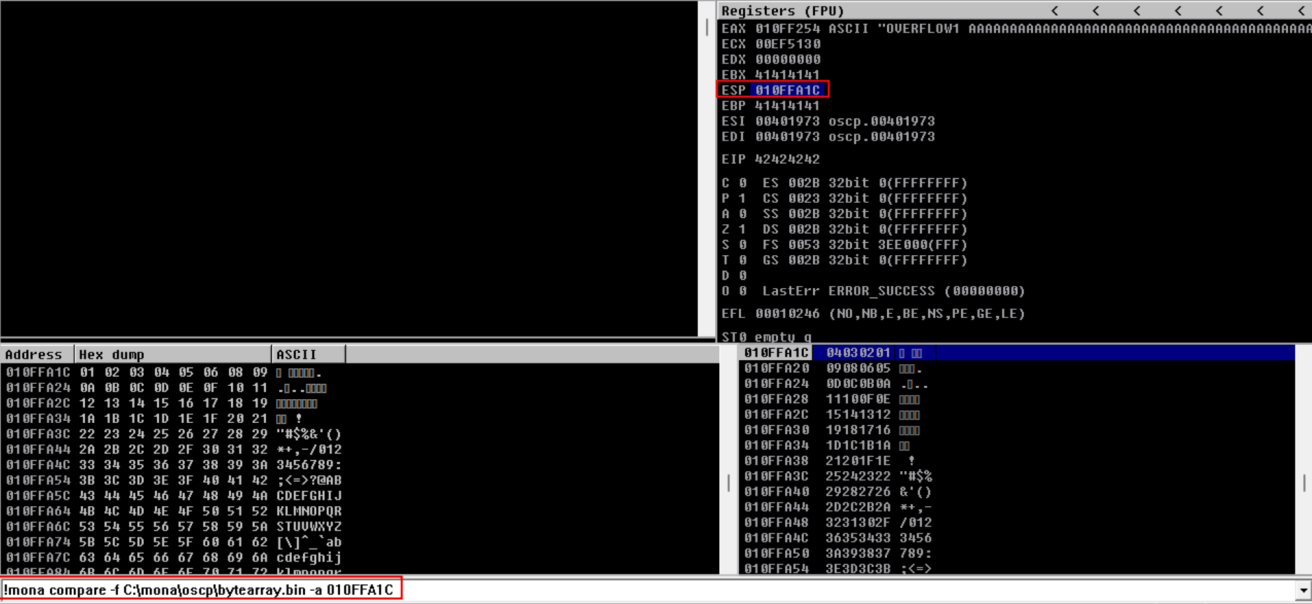 Registers (FPU) < < < < < < <
EAX 010FF254 ASCII "OVERFLOW1 AAAAAAAAAAAAAAAAAAAAAAAAAAAAAAAAAAAAAAAAAA
ECX 00EF5130
EDX 00000000
EBX 41414141
ESP 010FFA1C
EBP 41414141
ESI 00401973 oscp.00401973
EDI 00401973 oscp.00401973
EIP 42424242
C 0 ES 002B 32bit 0(FFFFFFFF)
P 1 CS 0023 32bit 0(FFFFFFFF)
A 0 SS 002B 32bit 0(FFFFFFFF)
Z 1 DS 002B 32bit 0(FFFFFFFF)
S 0 FS 0053 32bit 3EE000(FFF)
T 0 GS 002B 32bit 0(FFFFFFFF)
D 0
O 0 LastErr ERROR_SUCCESS (00000000)
EFL 00010246 (NO,NB,E,BE,NS,PE,GE,LE)
ST0 empty g
Address Hex dump ASCII
010FFA1C 01 02 03 04 05 06 08 09
010FFA24 0A 0B 0C 0D 0E 0F 10 11
010FFA2C 12 13 14 15 16 17 18 19
010FFA34 1A 1B 1C 1D 1E 1F 20 21 !
010FFA3C 22 23 24 25 26 27 28 29 "#$%&'()
010FFA44 2A 2B 2C 2D 2F 30 31 32 *+,-/012
010FFA4C 33 34 35 36 37 38 39 3A 3456789:
010FFA54 3B 3C 3D 3E 3F 40 41 42 ;<=>?@AB
010FFA5C 43 44 45 46 47 48 49 4A CDEFGHIJ
010FFA64 4B 4C 4D 4E 4F 50 51 52 KLMNOPQR
010FFA6C 53 54 55 56 57 58 59 5A STUVWXYZ
010FFA74 5B 5C 5D 5E 5F 60 61 62 [\]^_`ab
010FFA7C 63 64 65 66 67 68 69 6A cdefghij
010FFA84 6B 6C 6D 6E 6F 70 71 72 klmnopqr
010FFA1C 04030201
010FFA20 09080605
010FFA24 0D0C0B0A
010FFA28 11100F0E
010FFA2C 15141312
010FFA30 19181716
010FFA34 1D1C1B1A
010FFA38 21201F1E !
010FFA3C 25242322 "#$%
010FFA40 29282726 &'()
010FFA44 2D2C2B2A *+,-
010FFA48 3231302F /012
010FFA4C 36353433 3456
010FFA50 3A393837 789:
010FFA54 3E3D3C3B ;<=>
!mona compare -f C:\mona\oscp\bytearray.bin -a 010FFA1C